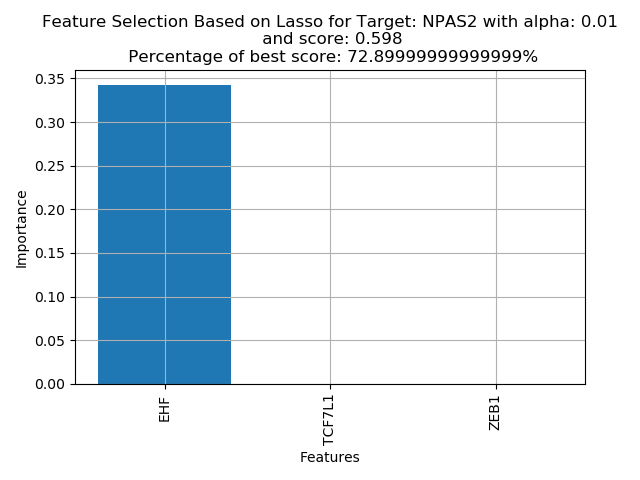 Feature Selection Based on Lasso for Target: NPAS2 with alpha: 0.01
and score: 0.598
Percentage of best score: 72.89999999999999%
0.35
0.30
0.25
0.20
0.15
0.10
0.05
0.00
Importance
EHF
TCF7L1
ZEB1
Features